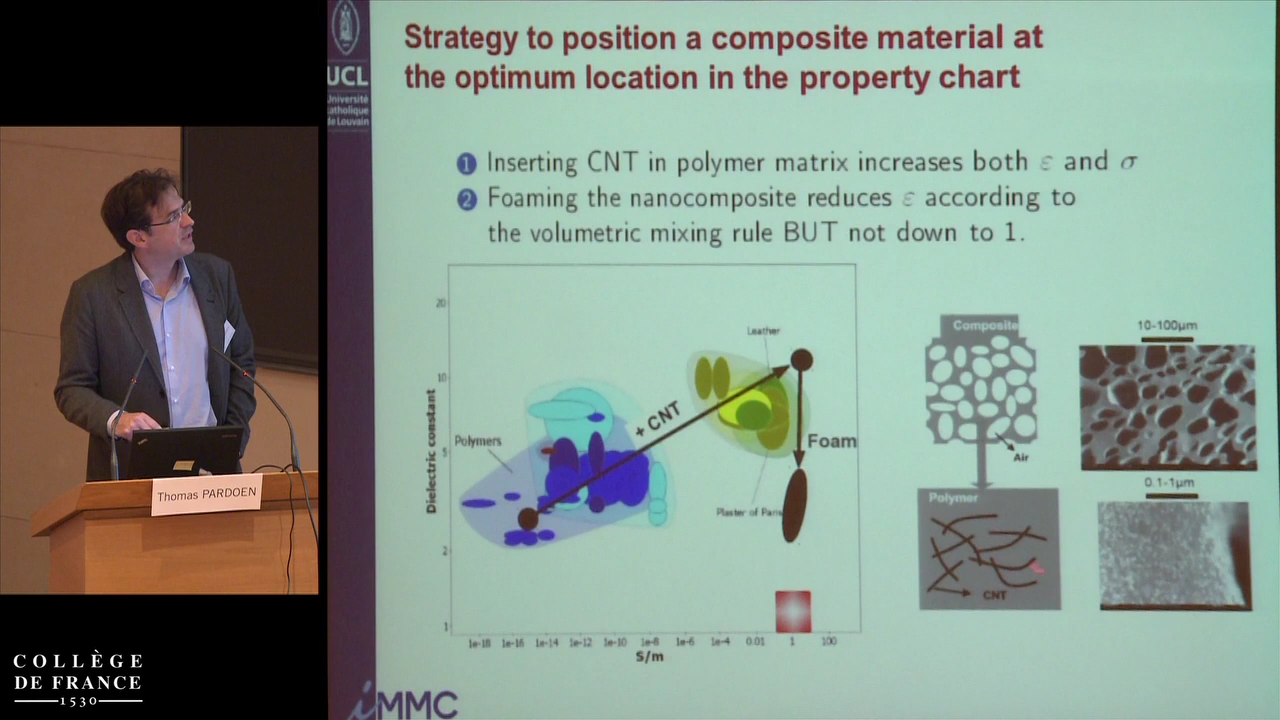 UCL
Université
catholique
de Louvain
Strategy to position a composite material at
the optimum location in the property chart
1 Inserting CNT in polymer matrix increases both ε and σ
2 Foaming the nanocomposite reduces ε according to
the volumetric mixing rule BUT not down to 1.
Dielectric constant
20
10
5
2
1
Polymers
+ CNT
Leather
Foam
Plaster of Paris
1e-18 1e-16 1e-14 1e-12 1e-10 1e-8 1e-6 1e-4 0.01 1 100
S/m
Composite
Air
Polymer
CNT
10-100µm
0.1-1µm
iMMC
Thomas PARDOEN
COLLÈGE
DE FRANCE
1530